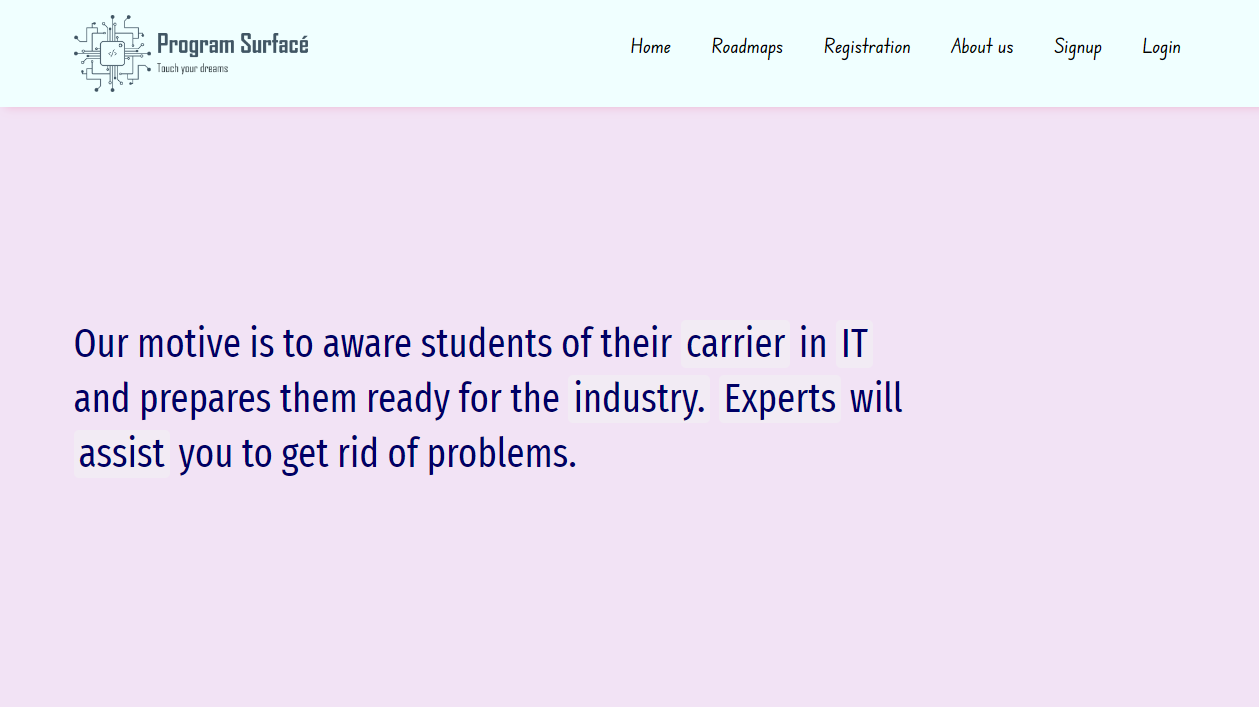 Program Surfacé
Touch your dreams
Home Roadmaps Registration About us Signup Login
</>
Our motive is to aware students of their carrier in IT
and prepares them ready for the industry. Experts will
assist you to get rid of problems.